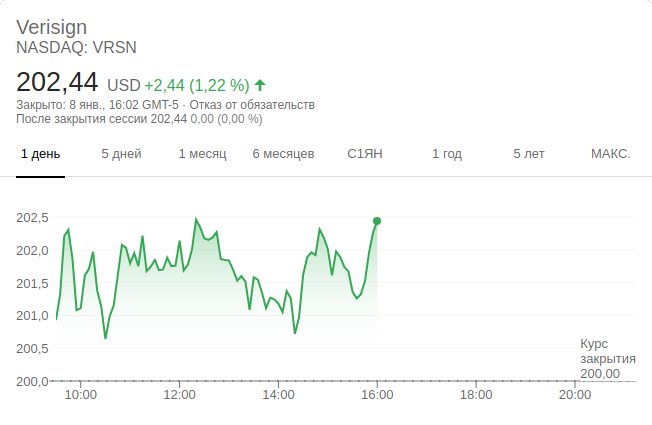 Verisign
NASDAQ: VRSN
202,44 USD +2,44 (1,22 %)
Закрыто: 8 янв., 16:02 GMT-5 · Отказ от обязательств
После закрытия сессии 202,44 0,00 (0,00 %)
1 день 5 дней 1 месяц 6 месяцев С1ЯН 1 год 5 лет МАКС.
202,5
202,0
201,5
201,0
200,5
Курс
закрытия
200,00
200,0
10:00 12:00 14:00 16:00 18:00 20:00